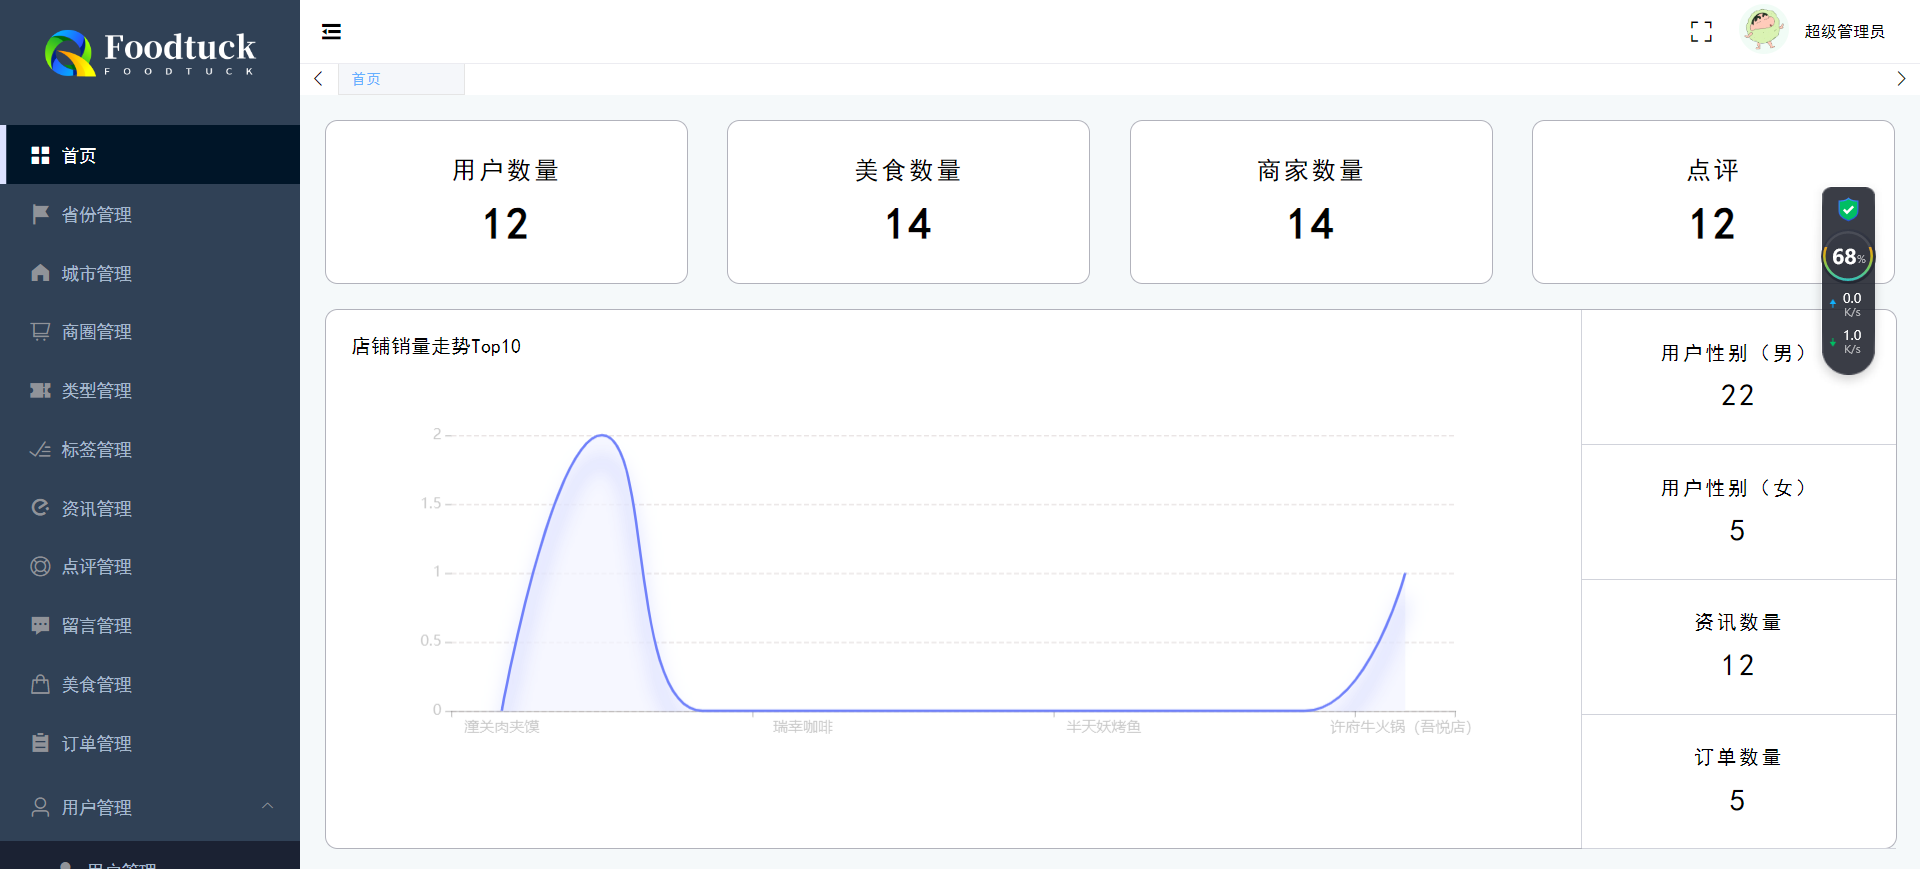 Foodtuck
FOODTUCK
首页
省份管理
城市管理
商圈管理
类型管理
标签管理
资讯管理
点评管理
留言管理
美食管理
订单管理
用户管理
用户管理
超级管理员
首页
用户数量
12
美食数量
14
商家数量
14
点评
12
68%
0.0
K/s
1.0
K/s
店铺销量走势Top10
2
1.5
1
0.5
0
潼关肉夹馍
瑞幸咖啡
半天妖烤鱼
许府牛火锅（吾悦店）
用户性别（男）
22
用户性别（女）
5
资讯数量
12
订单数量
5